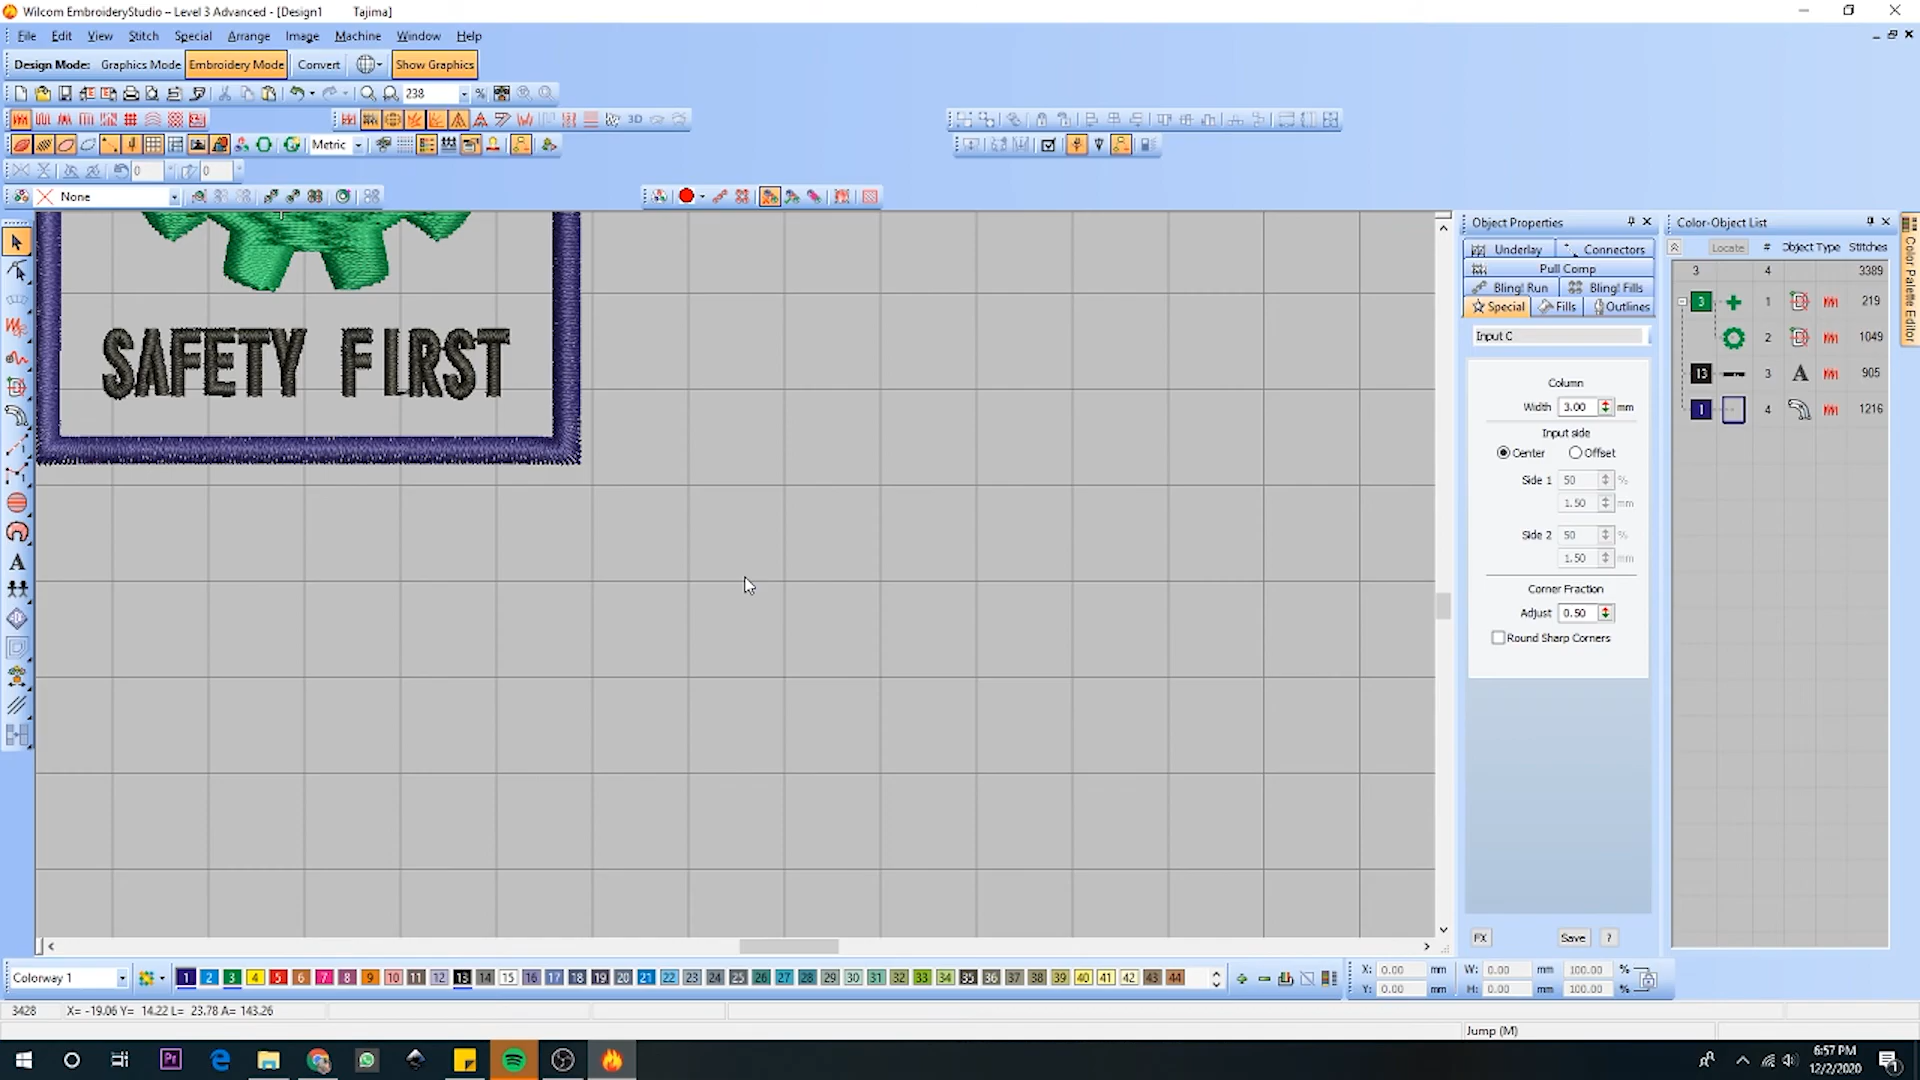 Wilcom EmbroideryStudio – Level 3 Advanced - [Design1 Tajima]
File Edit View Stitch Special Arrange Image Machine Window Help
Design Mode: Graphics Mode Embroidery Mode Convert Show Graphics
238 %
3D
Metric
0 0
None
SAFETY FIRST
Object Properties
Underlay Connectors
Pull Comp
Bling! Run Bling! Fills
Special Fills Outlines
Input C
Column
Width 3.00 mm
Input side
Center Offset
Side 1 50 %
1.50 mm
Side 2 50 %
1.50 mm
Corner Fraction
Adjust 0.50
Round Sharp Corners
FX Save ?
Color-Object List
Locate # Object Type Stitches
3 4 3389
3 1 219
2 1049
13 A 3 905
1 4 1216
Color Palette Editor
Colorway 1
1 2 3 4 5 6 7 8 9 10 11 12 13 14 15 16 17 18 19 20 21 22 23 24 25 26 27 28 29 30 31 32 33 34 35 36 37 38 39 40 41 42 43 44
X: 0.00 mm W: 0.00 mm 100.00 %
Y: 0.00 mm H: 0.00 mm 100.00 %
3428 X= -19.06 Y= 14.22 L= 23.78 A= 143.26
Jump (M)
6:57 PM
12/2/2020